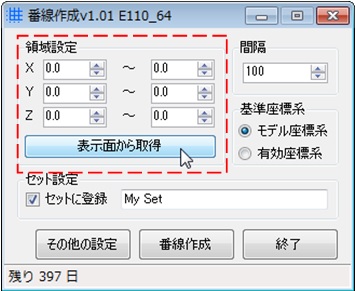 番線作成v1.01 E110_64
領域設定
X 0.0 ～ 0.0
Y 0.0 ～ 0.0
Z 0.0 ～ 0.0
表示面から取得
間隔
100
基準座標系
モデル座標系
有効座標系
セット設定
セットに登録 My Set
その他の設定 番線作成 終了
残り 397 日